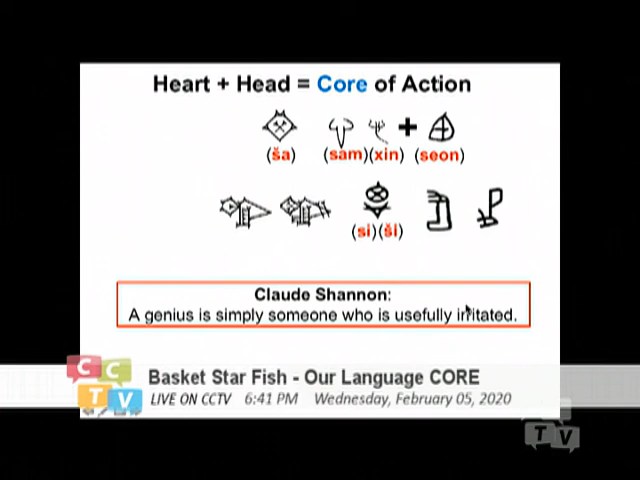 Heart + Head = Core of Action
+
(ša) (sam)(xin) (seon)
(si)(ši)
Claude Shannon:
A genius is simply someone who is usefully irritated.
CCTV
Basket Star Fish - Our Language CORE
LIVE ON CCTV 6:41 PM Wednesday, February 05, 2020
TV